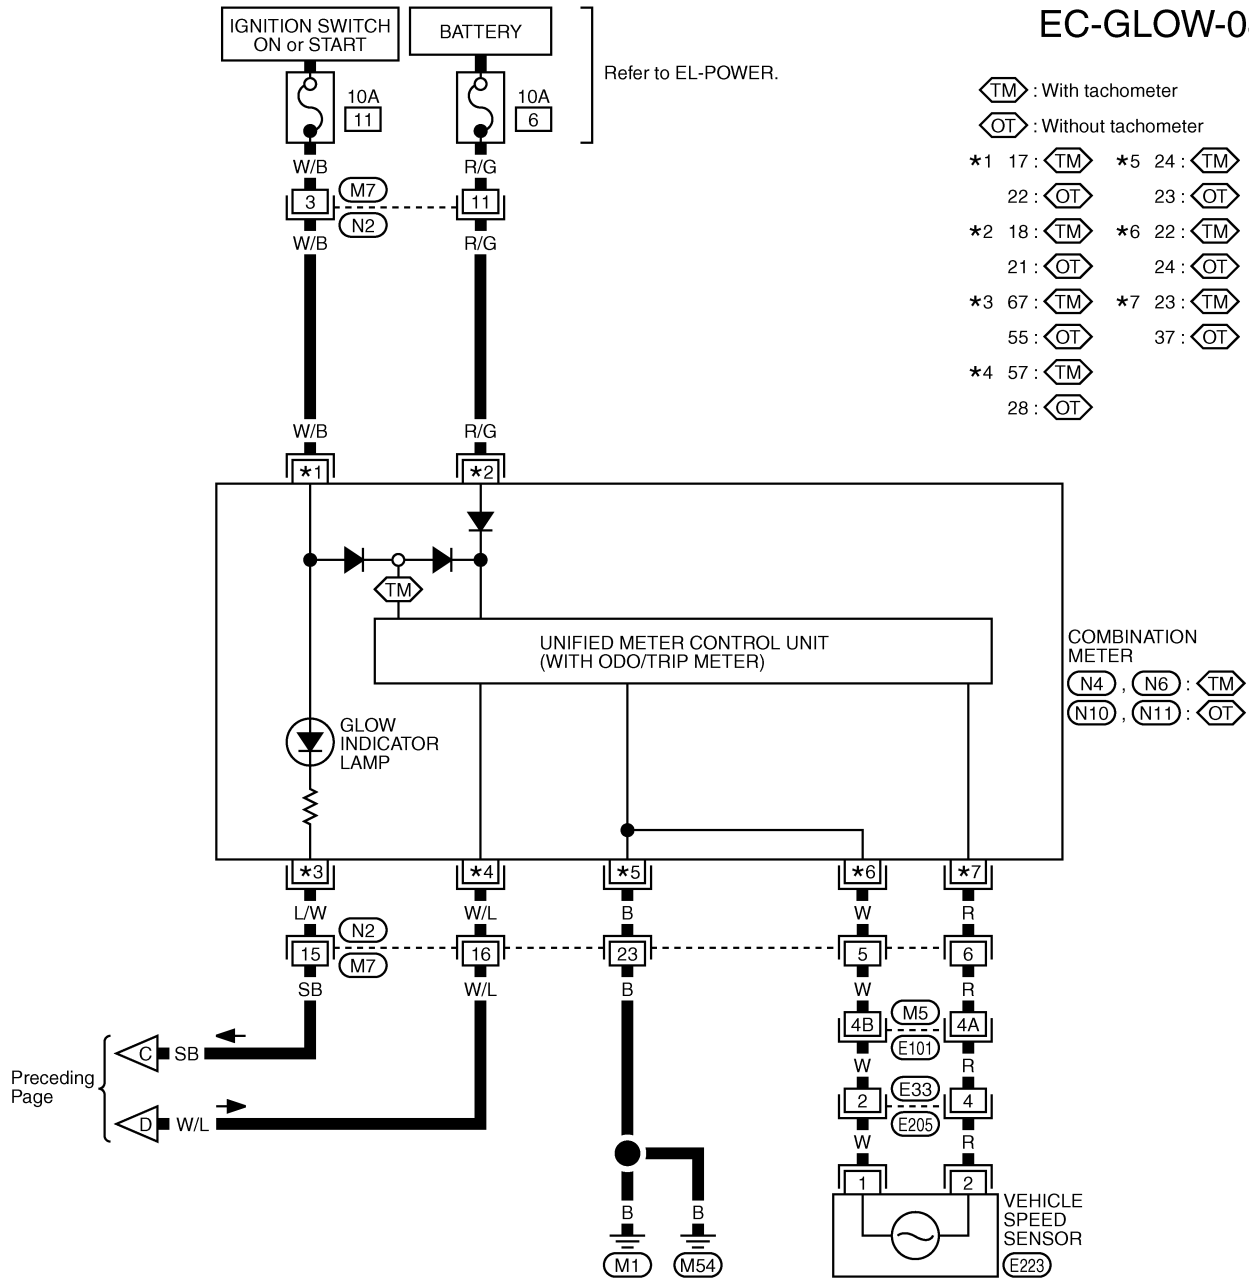 EC-GLOW-0
IGNITION SWITCH
ON or START
BATTERY
Refer to EL-POWER.
10A
11
10A
6
TM : With tachometer
OT : Without tachometer
*1 17 : TM *5 24 : TM
22 : OT 23 : OT
*2 18 : TM *6 22 : TM
21 : OT 24 : OT
*3 67 : TM *7 23 : TM
55 : OT 37 : OT
*4 57 : TM
28 : OT
W/B R/G
3 M7 11
N2
W/B R/G
W/B R/G
*1 *2
TM
UNIFIED METER CONTROL UNIT
(WITH ODO/TRIP METER)
COMBINATION
METER
N4 , N6 : TM
N10 , N11 : OT
GLOW
INDICATOR
LAMP
*3 *4 *5 *6 *7
L/W W/L B W R
N2
15 16 23 5 6
M7
SB W/L B W R
M5
4B 4A
E101
W R
E33
2 4
E205
W R
1 2
C SB
Preceding
Page
D W/L
B B
M1 M54
VEHICLE
SPEED
SENSOR
E223